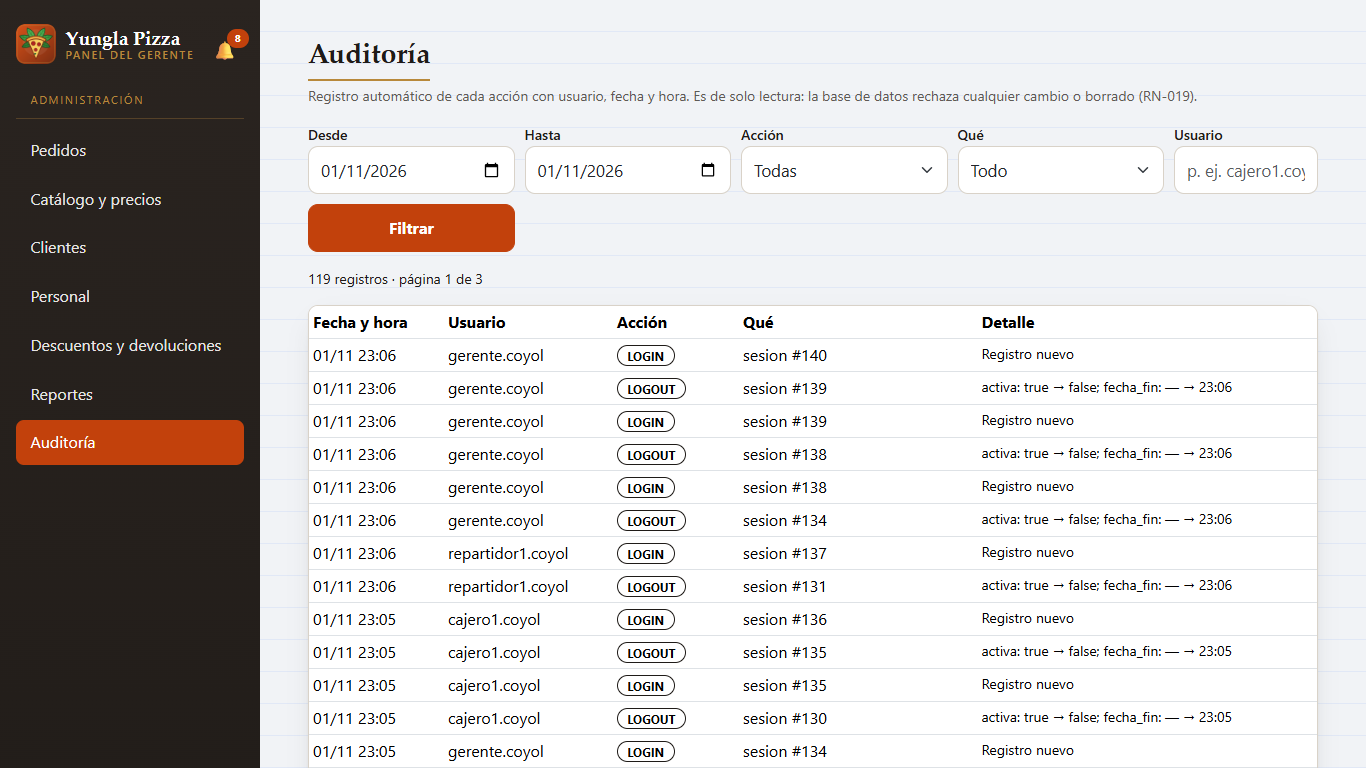 Yungla Pizza
PANEL DEL GERENTE
8
ADMINISTRACIÓN
Pedidos
Catálogo y precios
Clientes
Personal
Descuentos y devoluciones
Reportes
Auditoría
Auditoría
Registro automático de cada acción con usuario, fecha y hora. Es de solo lectura: la base de datos rechaza cualquier cambio o borrado (RN-019).
Desde Hasta Acción Qué Usuario
01/11/2026 01/11/2026 Todas Todo p. ej. cajero1.coy
Filtrar
119 registros · página 1 de 3
Fecha y hora Usuario Acción Qué Detalle
01/11 23:06 gerente.coyol LOGIN sesion #140 Registro nuevo
01/11 23:06 gerente.coyol LOGOUT sesion #139 activa: true → false; fecha_fin: — → 23:06
01/11 23:06 gerente.coyol LOGIN sesion #139 Registro nuevo
01/11 23:06 gerente.coyol LOGOUT sesion #138 activa: true → false; fecha_fin: — → 23:06
01/11 23:06 gerente.coyol LOGIN sesion #138 Registro nuevo
01/11 23:06 gerente.coyol LOGOUT sesion #134 activa: true → false; fecha_fin: — → 23:06
01/11 23:06 repartidor1.coyol LOGIN sesion #137 Registro nuevo
01/11 23:06 repartidor1.coyol LOGOUT sesion #131 activa: true → false; fecha_fin: — → 23:06
01/11 23:05 cajero1.coyol LOGIN sesion #136 Registro nuevo
01/11 23:05 cajero1.coyol LOGOUT sesion #135 activa: true → false; fecha_fin: — → 23:05
01/11 23:05 cajero1.coyol LOGIN sesion #135 Registro nuevo
01/11 23:05 cajero1.coyol LOGOUT sesion #130 activa: true → false; fecha_fin: — → 23:05
01/11 23:05 gerente.coyol LOGIN sesion #134 Registro nuevo